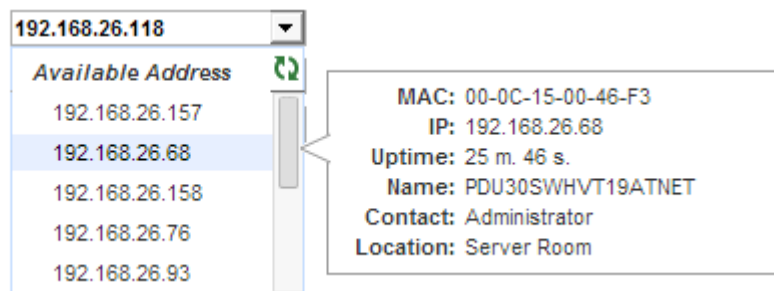 192.168.26.118
Available Address
192.168.26.157
192.168.26.68
192.168.26.158
192.168.26.76
192.168.26.93
MAC: 00-0C-15-00-46-F3
IP: 192.168.26.68
Uptime: 25 m. 46 s.
Name: PDU30SWHVT19ATNET
Contact: Administrator
Location: Server Room